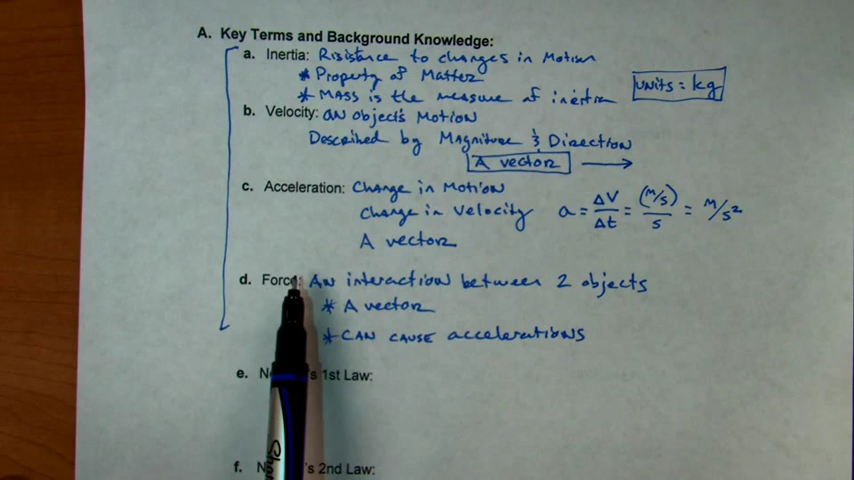 A. Key Terms and Background Knowledge:
a. Inertia: Risistance to changes in Motion
* Property of Matter
* MASS is the measure of inertia
UNITS = kg
b. Velocity: AN object's Motion
Described by Magnitude & Direction
A vector
c. Acceleration: Change in Motion
change in velocity a = ΔV/Δt = (M/s)/s = M/s²
A vector
d. Force: AN interaction between 2 objects
* A vector
* CAN CAUSE accelerations
e. 's 1st Law:
f. 's 2nd Law: